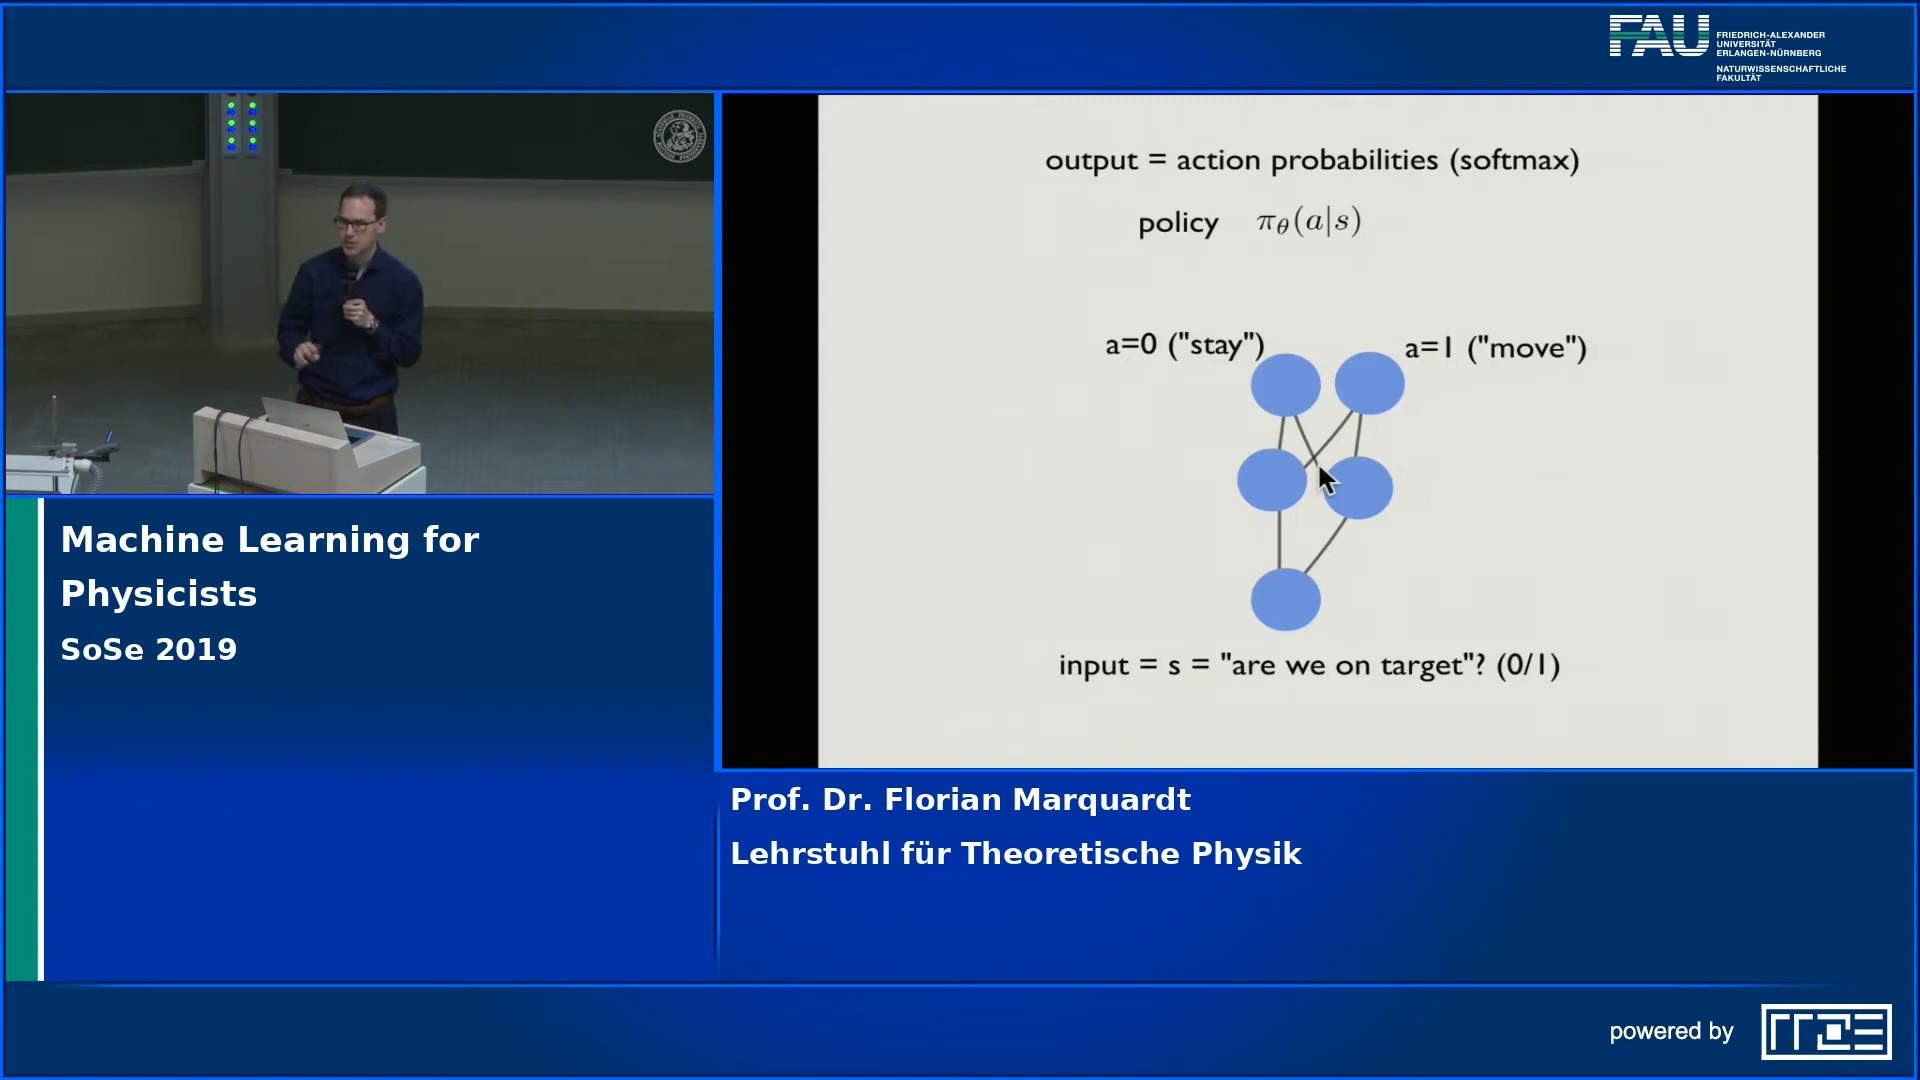 FAU
FRIEDRICH-ALEXANDER
UNIVERSITÄT
ERLANGEN-NÜRNBERG
NATURWISSENSCHAFTLICHE
FAKULTÄT
output = action probabilities (softmax)
policy π_θ(a|s)
a=0 ("stay")
a=1 ("move")
input = s = "are we on target"? (0/1)
Machine Learning for
Physicists
SoSe 2019
Prof. Dr. Florian Marquardt
Lehrstuhl für Theoretische Physik
powered by
rrze